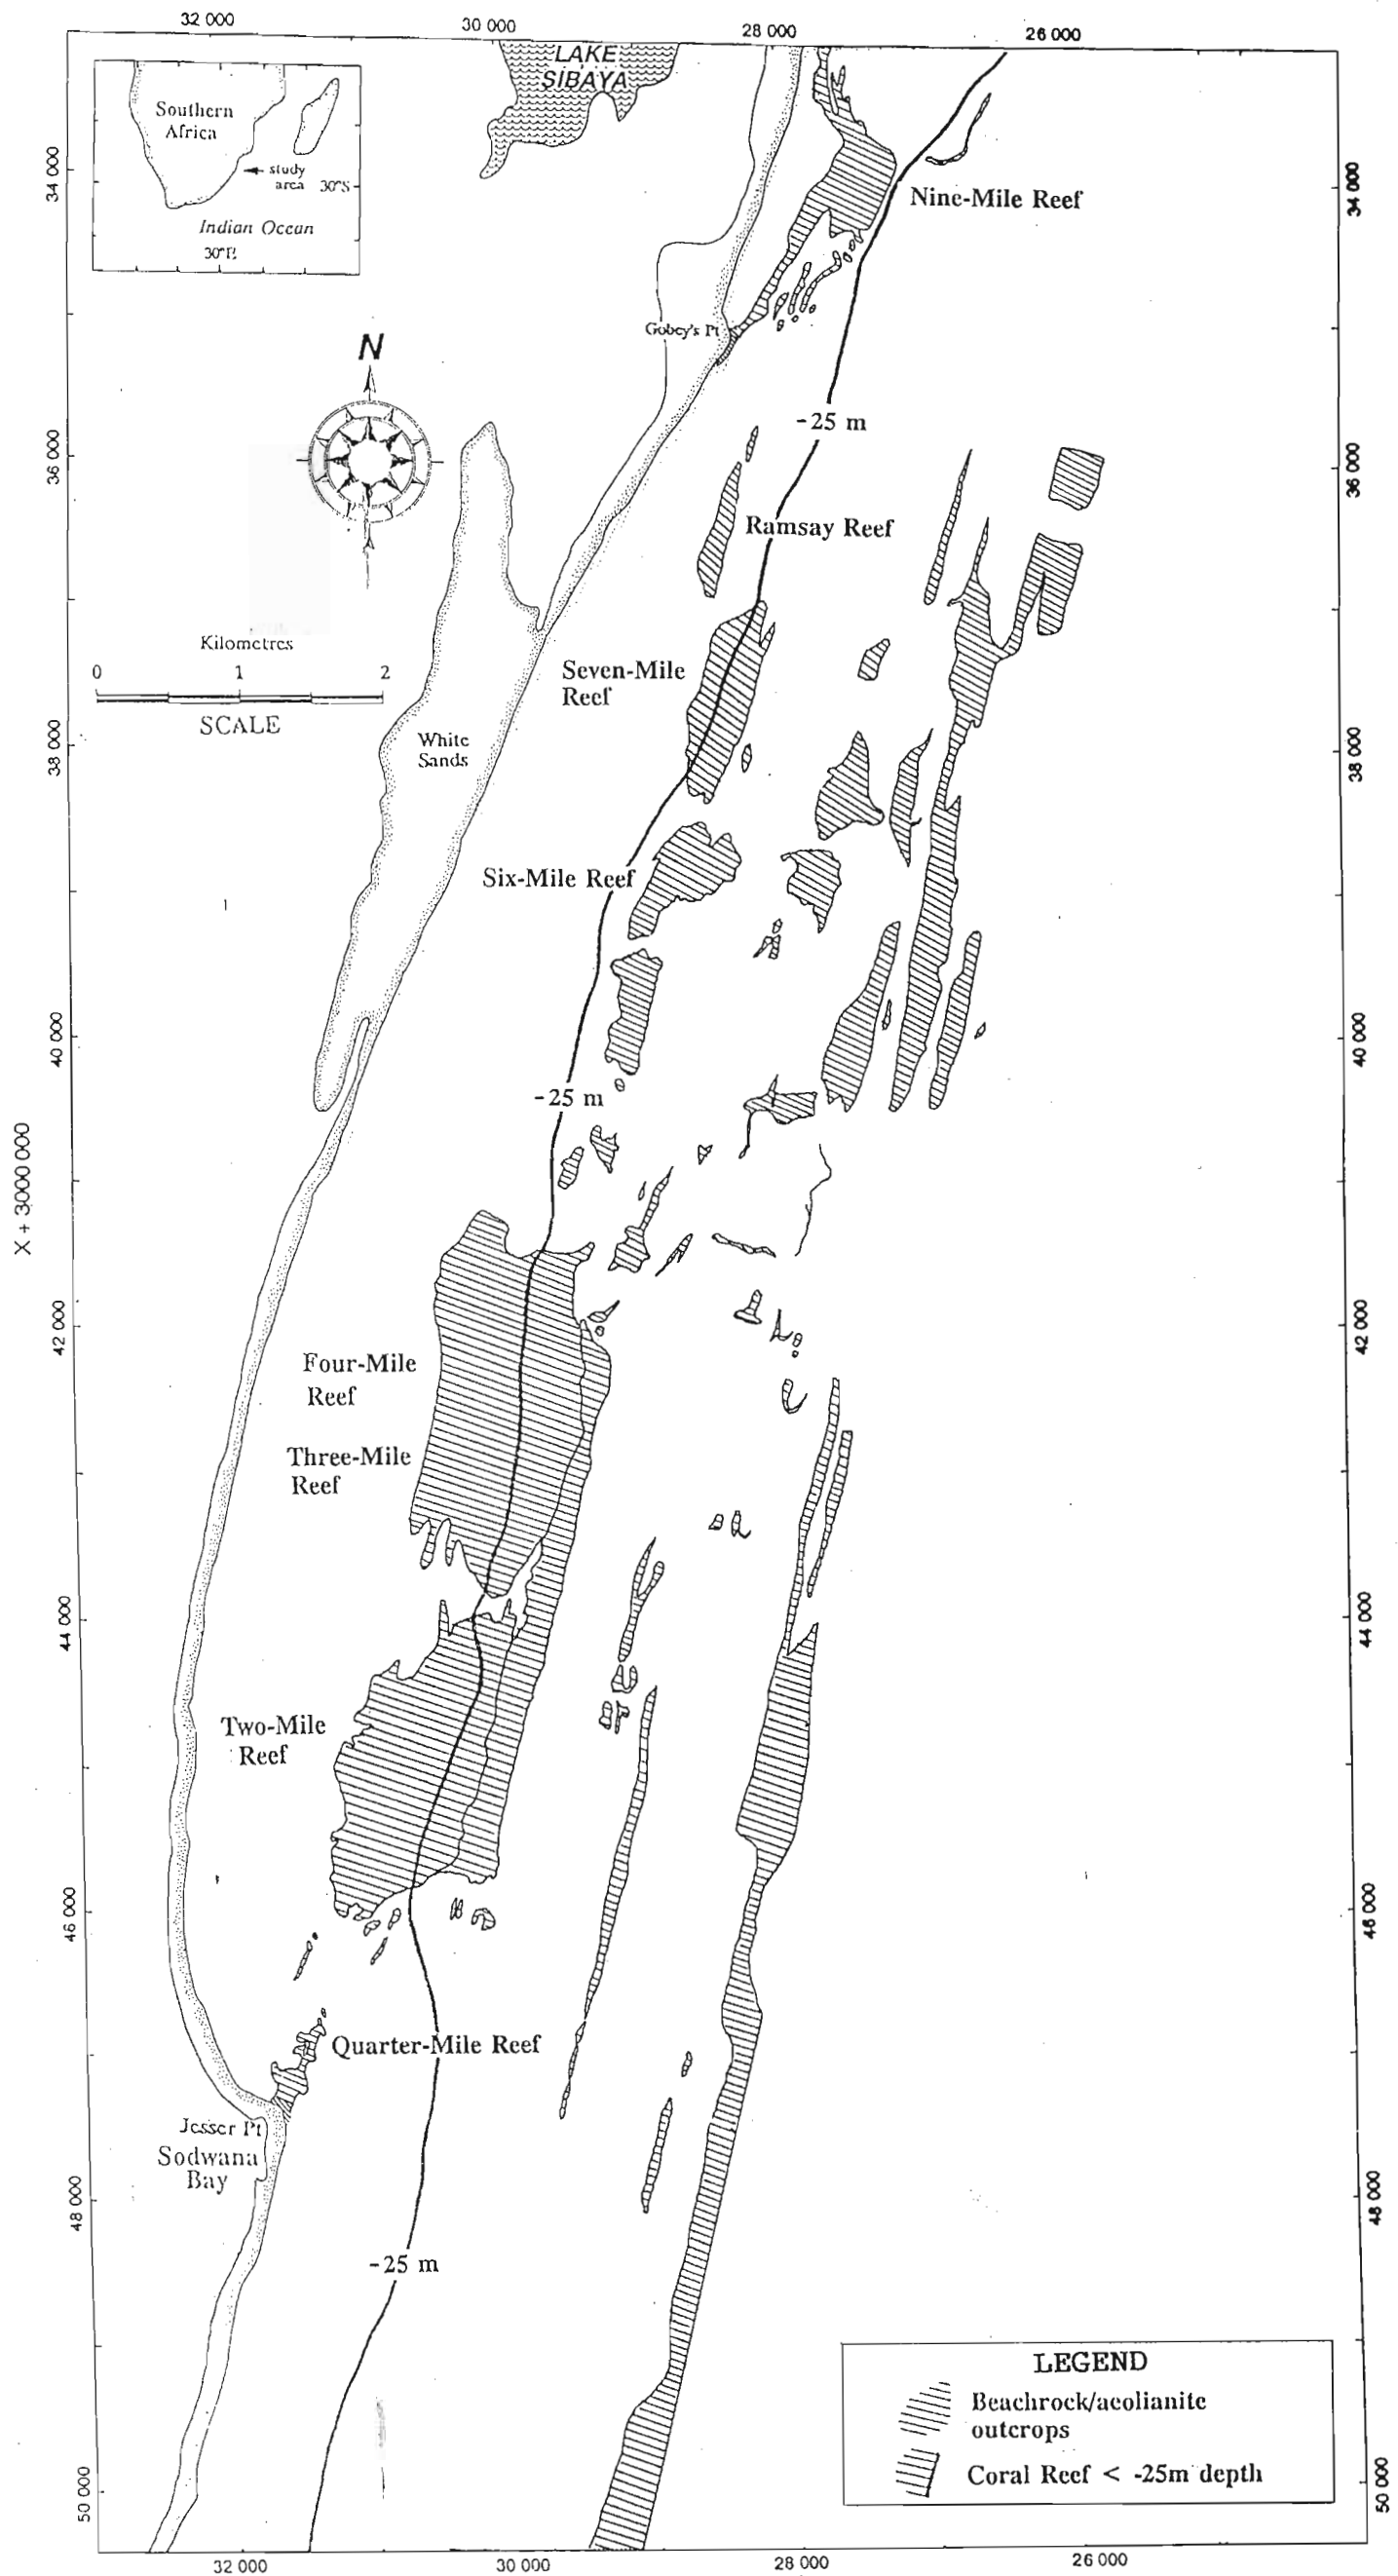 32 000
30 000
28 000
26 000
LAKE
SIBAYA
Southern
Africa
study
area
30°S
Indian Ocean
30°E
34 000
34 000
Nine-Mile Reef
Gobey's Pt
N
-25 m
36 000
36 000
Ramsay Reef
Kilometres
0 1 2
SCALE
Seven-Mile
Reef
White
Sands
38 000
38 000
Six-Mile Reef
40 000
40 000
-25 m
X + 3000 000
42 000
42 000
Four-Mile
Reef
Three-Mile
Reef
44 000
44 000
Two-Mile
Reef
46 000
46 000
Quarter-Mile Reef
Jesser Pt
Sodwana
Bay
48 000
48 000
-25 m
LEGEND
Beachrock/aeolianite
outcrops
Coral Reef < -25m depth
50 000
50 000
32 000
30 000
28 000
26 000